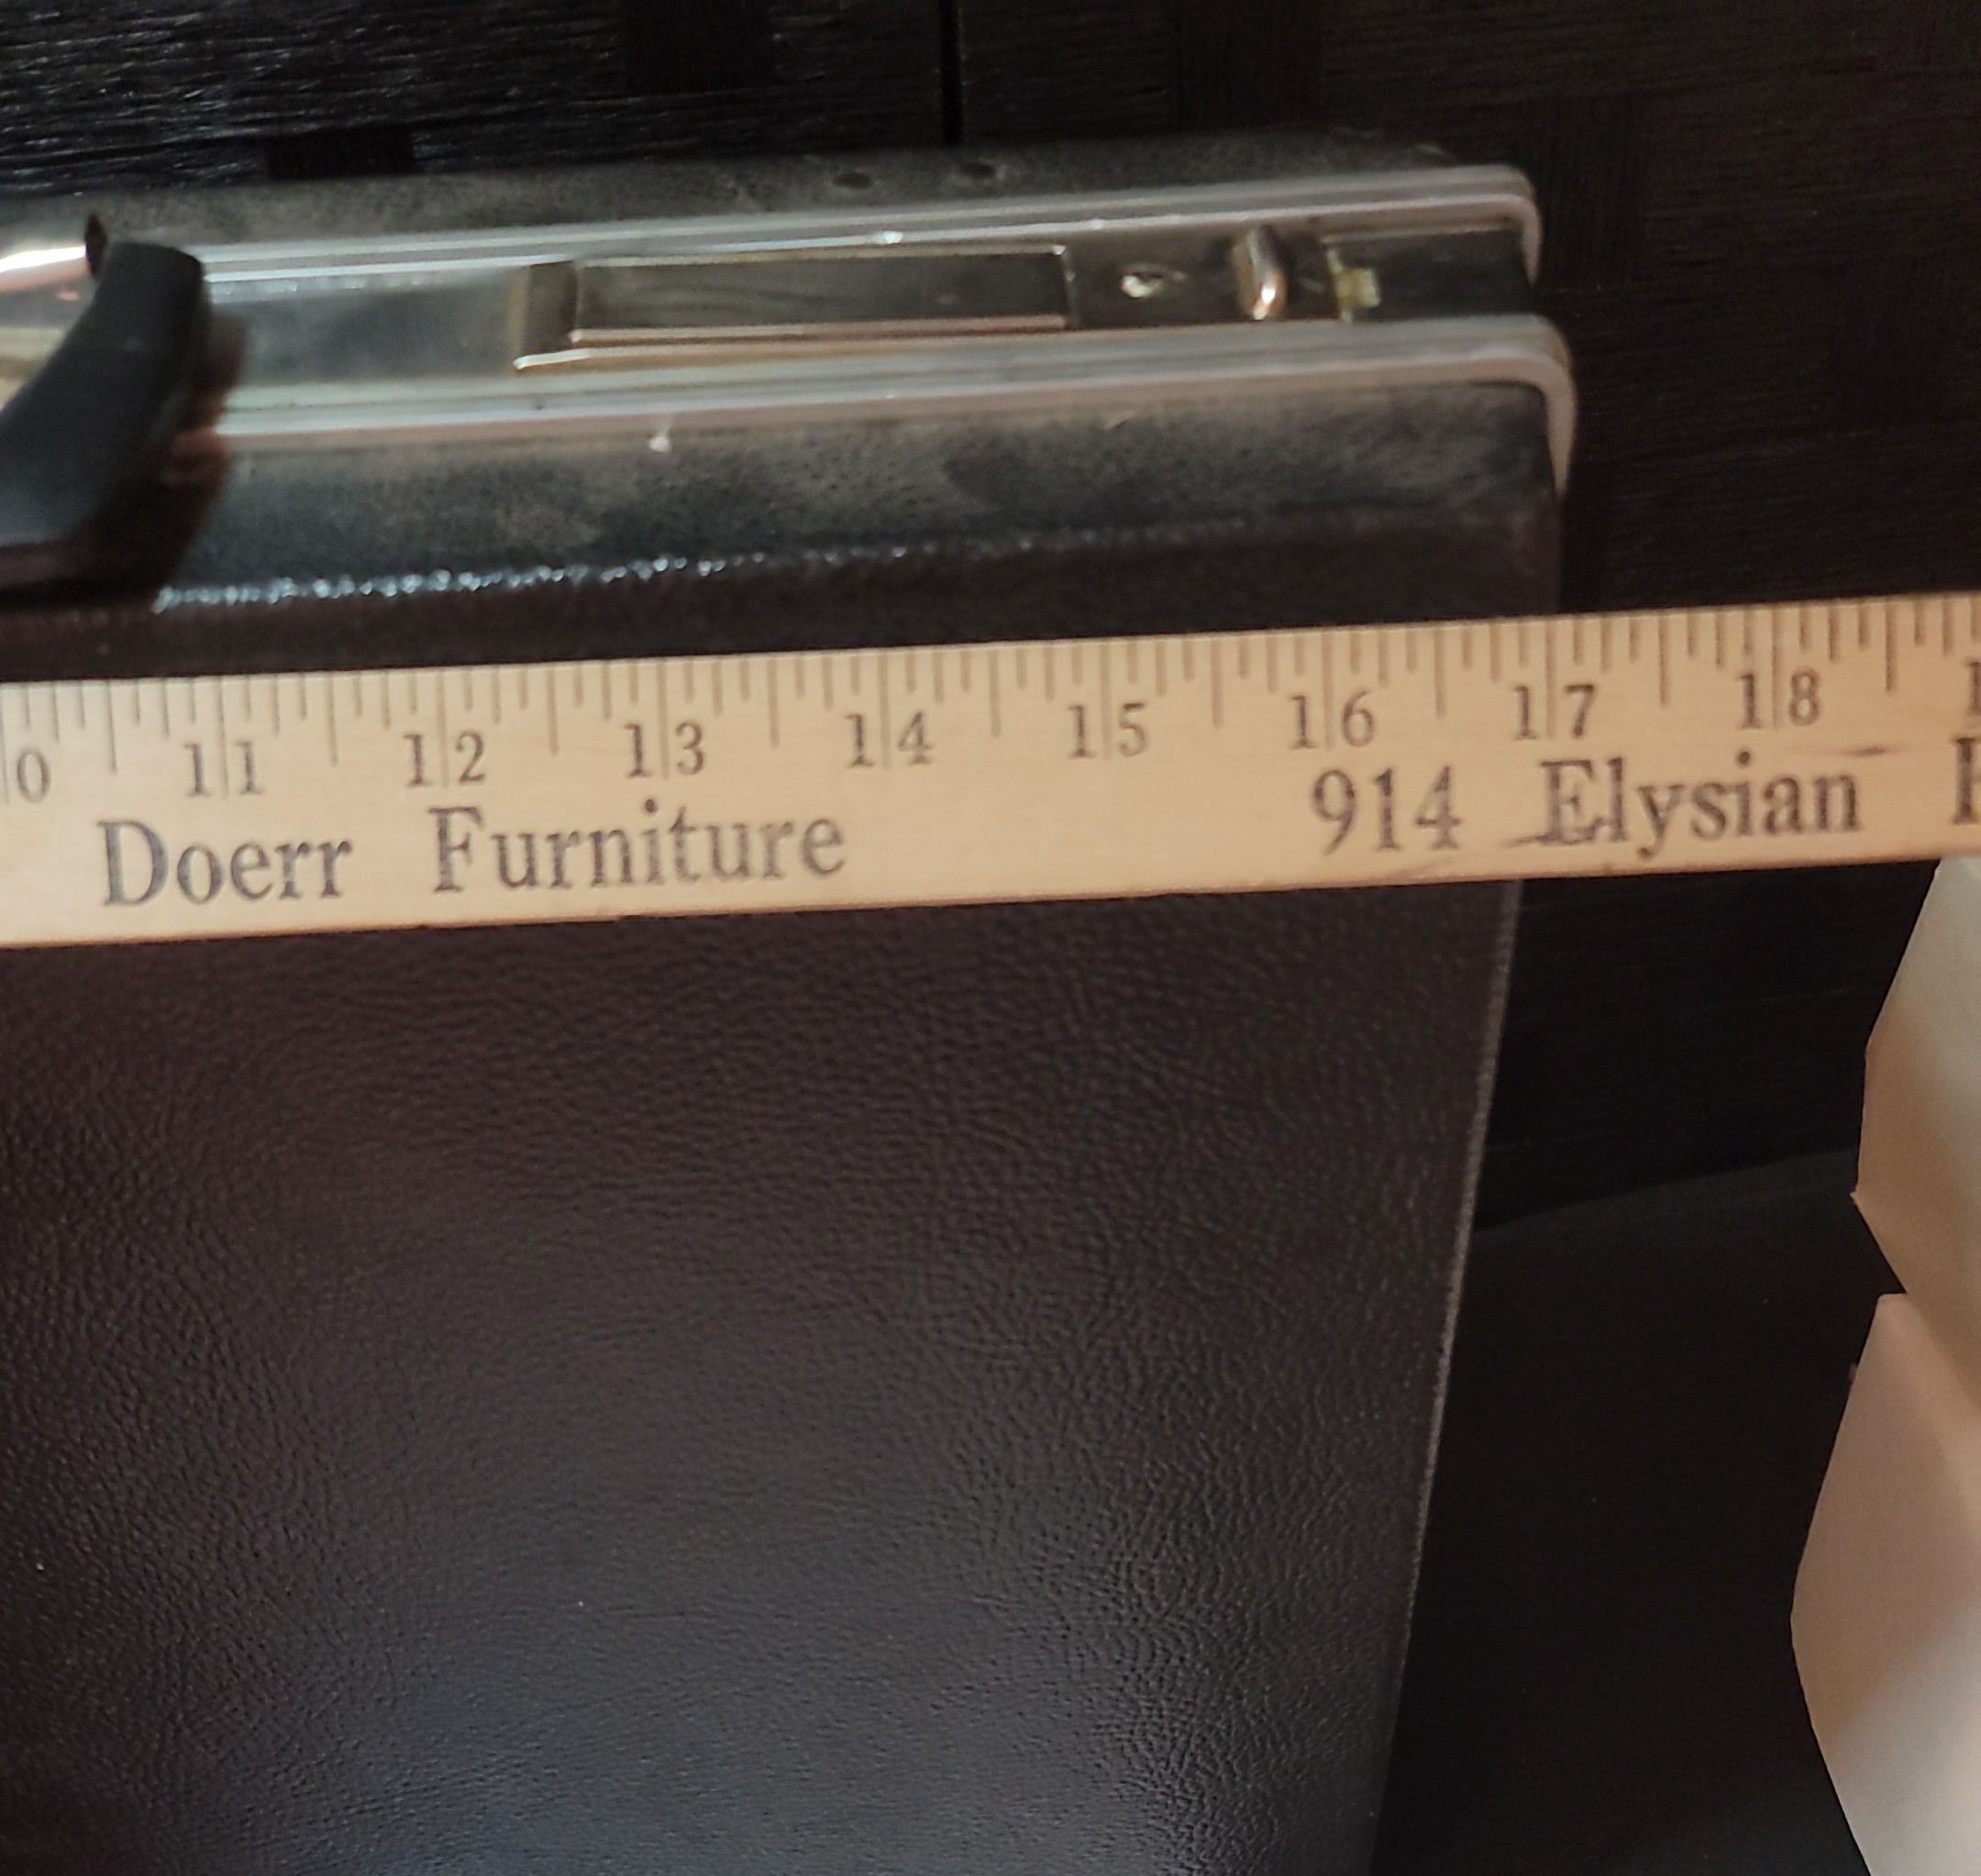 0 11 12 13 14 15 16 17 18
Doerr Furniture 914 Elysian